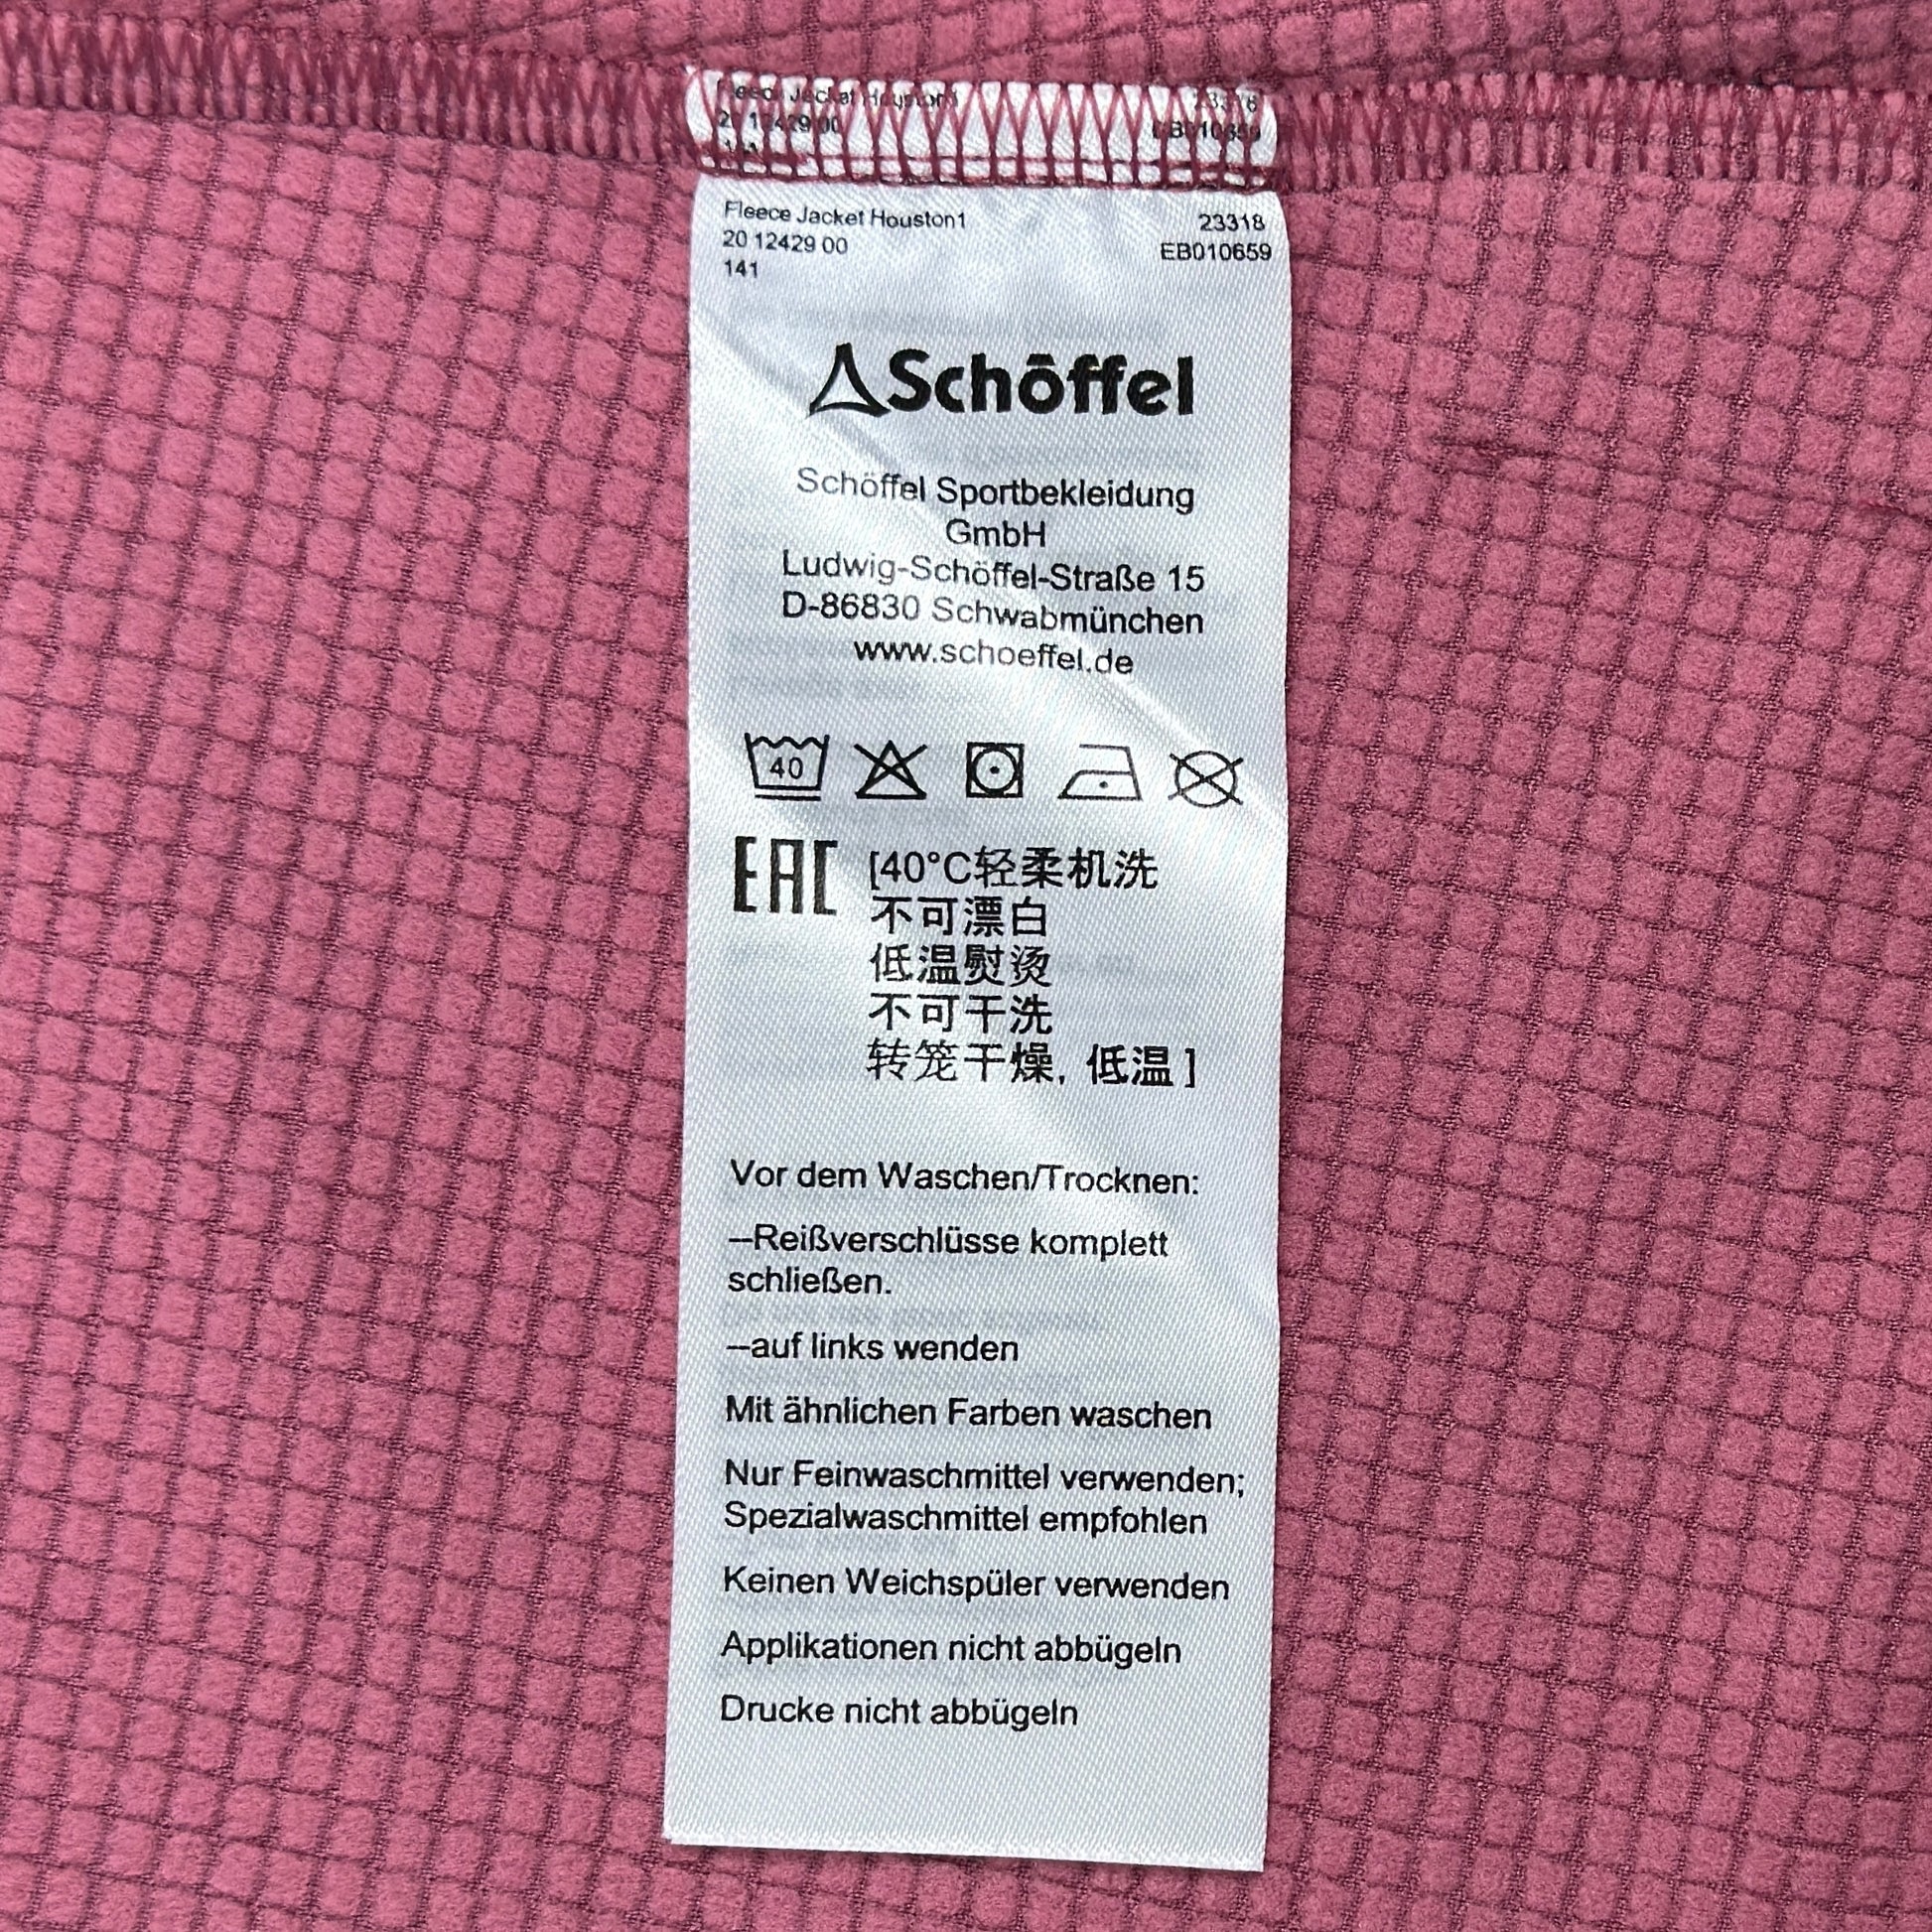 Fleece Jacket Houston1 23318
20 12429 00 EB010659
141
Schöffel
Schöffel Sportbekleidung
GmbH
Ludwig-Schöffel-Straße 15
D-86830 Schwabmünchen
www.schoeffel.de
40
EAC
[40°C轻柔机洗
不可漂白
低温熨烫
不可干洗
转笼干燥, 低温]
Vor dem Waschen/Trocknen:
–Reißverschlüsse komplett
schließen.
–auf links wenden
Mit ähnlichen Farben waschen
Nur Feinwaschmittel verwenden;
Spezialwaschmittel empfohlen
Keinen Weichspüler verwenden
Applikationen nicht abbügeln
Drucke nicht abbügeln